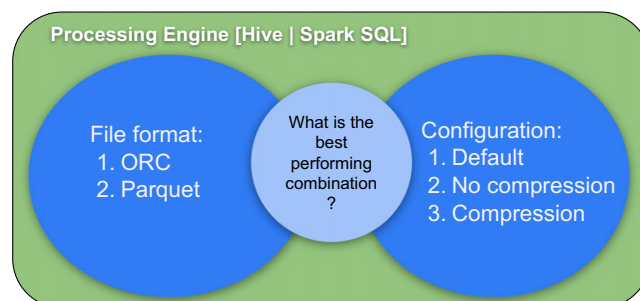 Processing Engine [Hive | Spark SQL]
File format:
1. ORC
2. Parquet
What is the
best
performing
combination
?
Configuration:
1. Default
2. No compression
3. Compression